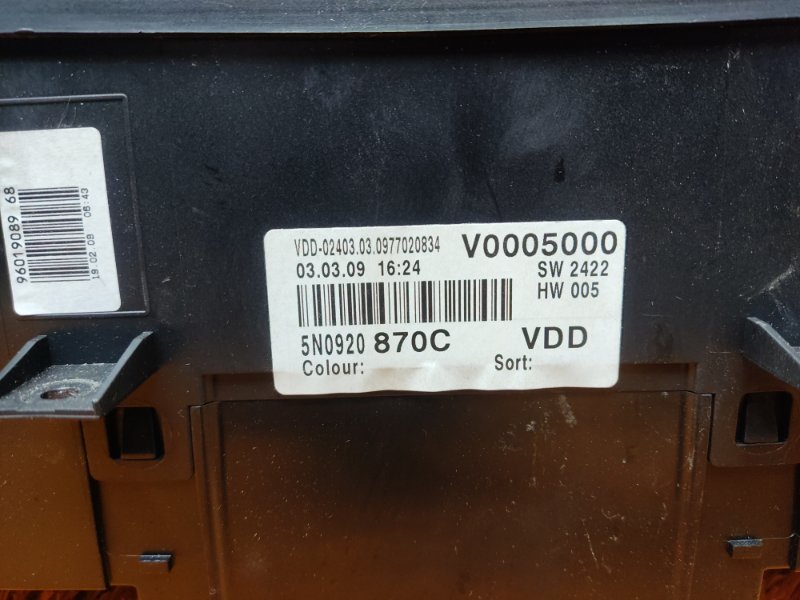 96019089 68
19 02.09 06:43
VDD-02403.03.0977020834 V0005000
03.03.09 16:24 SW 2422
HW 005
5N0920 870C VDD
Colour: Sort: